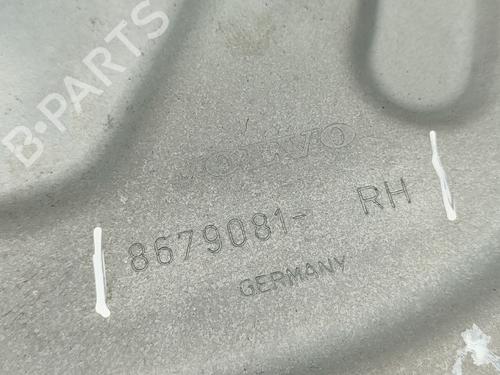 B-PARTS
VOLVO
8679081- RH
GERMANY